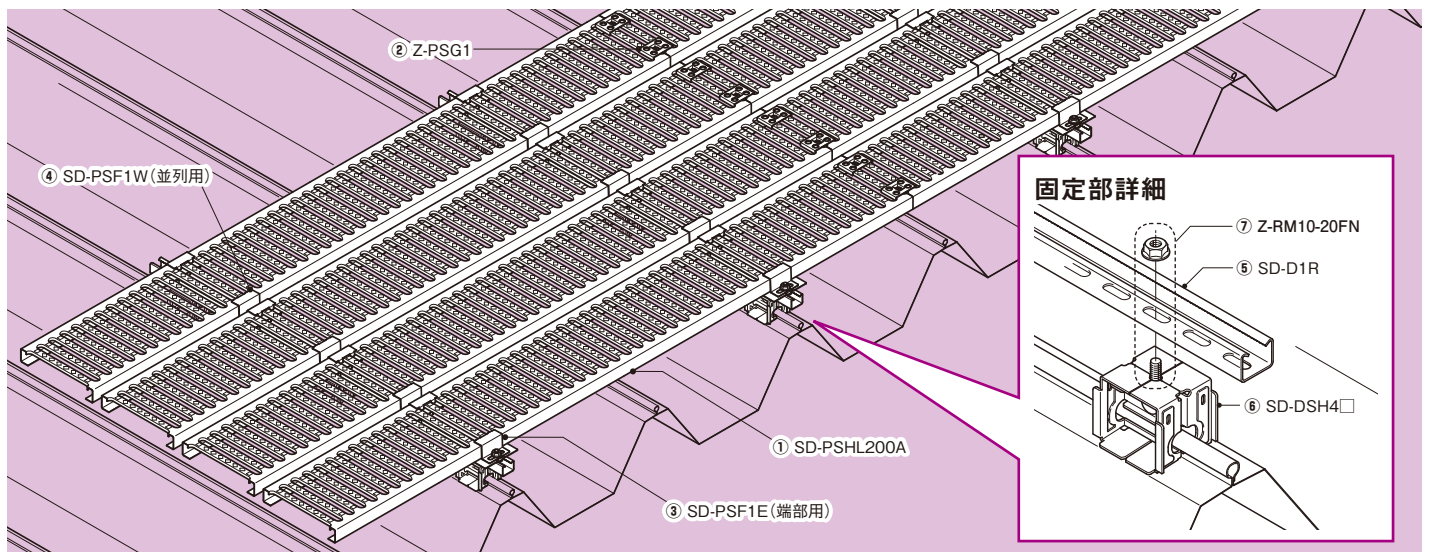 ② Z-PSG1
④ SD-PSF1W(並列用)
① SD-PSHL200A
③ SD-PSF1E(端部用)
固定部詳細
⑦ Z-RM10-20FN
⑤ SD-D1R
⑥ SD-DSH4□